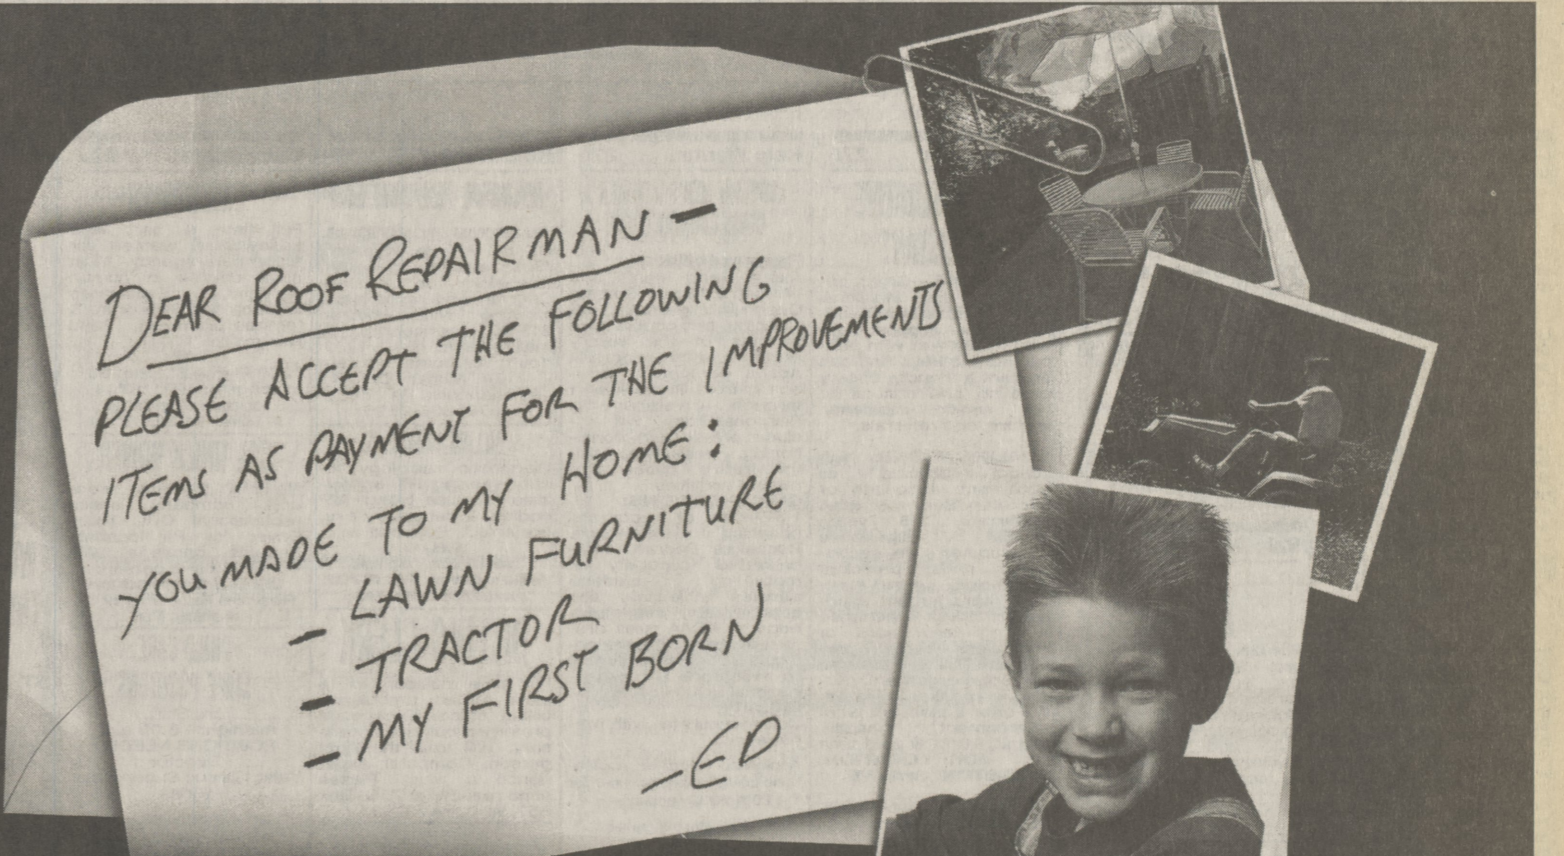 DEAR ROOF REPAIRMAN —
PLEASE ACCEPT THE FOLLOWING
ITEMS AS PAYMENT FOR THE IMPROVEMENTS
YOU MADE TO MY HOME:
- LAWN FURNITURE
- TRACTOR
- MY FIRST BORN
- ED